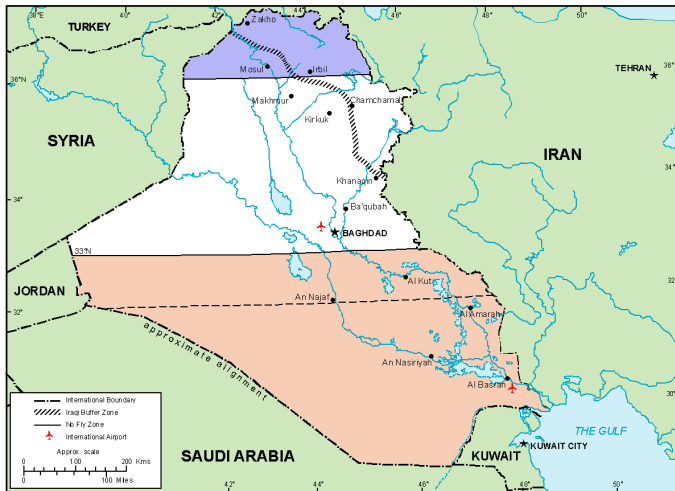 42°
44°
TURKEY
Zakho
40°
38°
Mosul
Irbil
TEHRAN
36°N
36°
Makhmur
Chamchamal
Kirkuk
SYRIA
IRAN
34°
Khanaqin
34°
Ba'qubah
BAGHDAD
33°N
JORDAN
Al Kut
An Najaf
Al Amarah
32°
32°
approximate alignment
An Nasiriyah
Al Basrah
30°
International Boundary
Iraqi Buffer Zone
No Fly Zone
International Airport
Approx. scale
0 100 200 Kms
0 100 Miles
THE GULF
KUWAIT CITY
SAUDI ARABIA
KUWAIT
42°
44°
46°
48°
50°